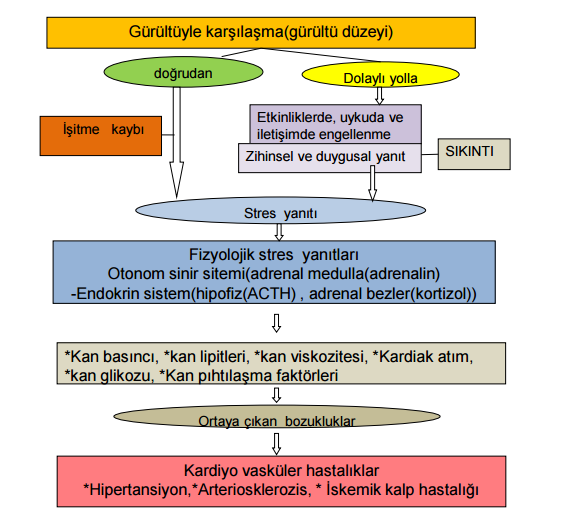 Gürültüyle karşılaşma(gürültü düzeyi)
doğrudan
Dolaylı yolla
İşitme kaybı
Etkinliklerde, uykuda ve
iletişimde engellenme
Zihinsel ve duygusal yanıt
SIKINTI
Stres yanıtı
Fizyolojik stres yanıtları
Otonom sinir sitemi(adrenal medulla(adrenalin)
-Endokrin sistem(hipofiz(ACTH) , adrenal bezler(kortizol))
*Kan basıncı, *kan lipitleri, *kan viskozitesi, *Kardiak atım,
*kan glikozu, *Kan pıhtılaşma faktörleri
Ortaya çıkan bozukluklar
Kardiyo vasküler hastalıklar
*Hipertansiyon,*Arteriosklerozis, * İskemik kalp hastalığı